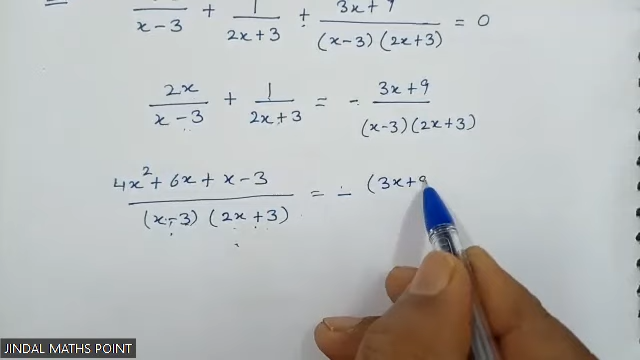 x-3 + 1/(2x+3) + (3x+9)/((x-3)(2x+3)) = 0
2x/(x-3) + 1/(2x+3) = - (3x+9)/((x-3)(2x+3))
(4x²+6x+x-3)/((x-3)(2x+3)) = - (3x+9
JINDAL MATHS POINT